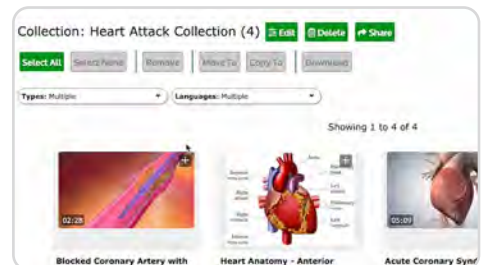 Collection: Heart Attack Collection (4) Edit Delete Share
Select All Select None Remove Move To Copy To Download
Types: Multiple Languages: Multiple
Showing 1 to 4 of 4
02:28
05:09
Blocked Coronary Artery with Heart Anatomy - Anterior Acute Coronary Synr